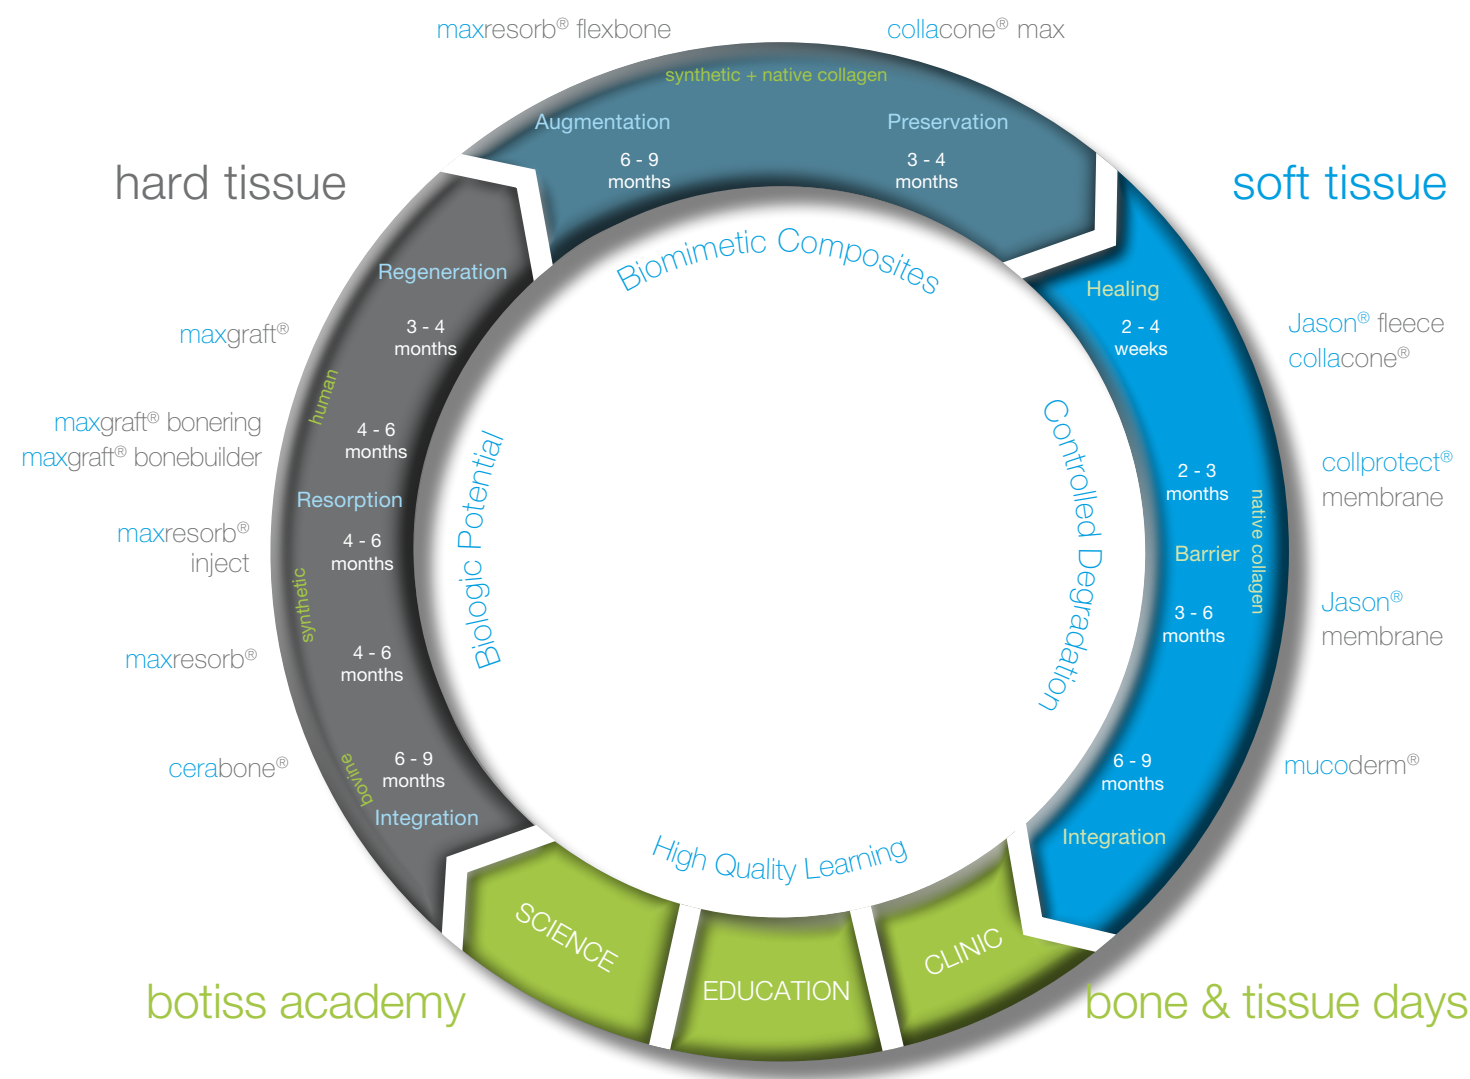 maxresorb® flexbone
collacone® max
synthetic + native collagen
Augmentation
6 - 9
months
Preservation
3 - 4
months
hard tissue
soft tissue
Biomimetic Composites
Regeneration
3 - 4
months
maxgraft®
human
maxgraft® bonering
maxgraft® bonebuilder
4 - 6
months
Resorption
maxresorb®
inject
4 - 6
months
synthetic
maxresorb®
4 - 6
months
cerabone®
bovine
6 - 9
months
Integration
Biologic Potential
Controlled Degradation
Healing
2 - 4
weeks
Jason® fleece
collacone®
2 - 3
months
collprotect®
membrane
native collagen
Barrier
3 - 6
months
Jason®
membrane
6 - 9
months
mucoderm®
Integration
High Quality Learning
SCIENCE
EDUCATION
CLINIC
botiss academy
bone & tissue days